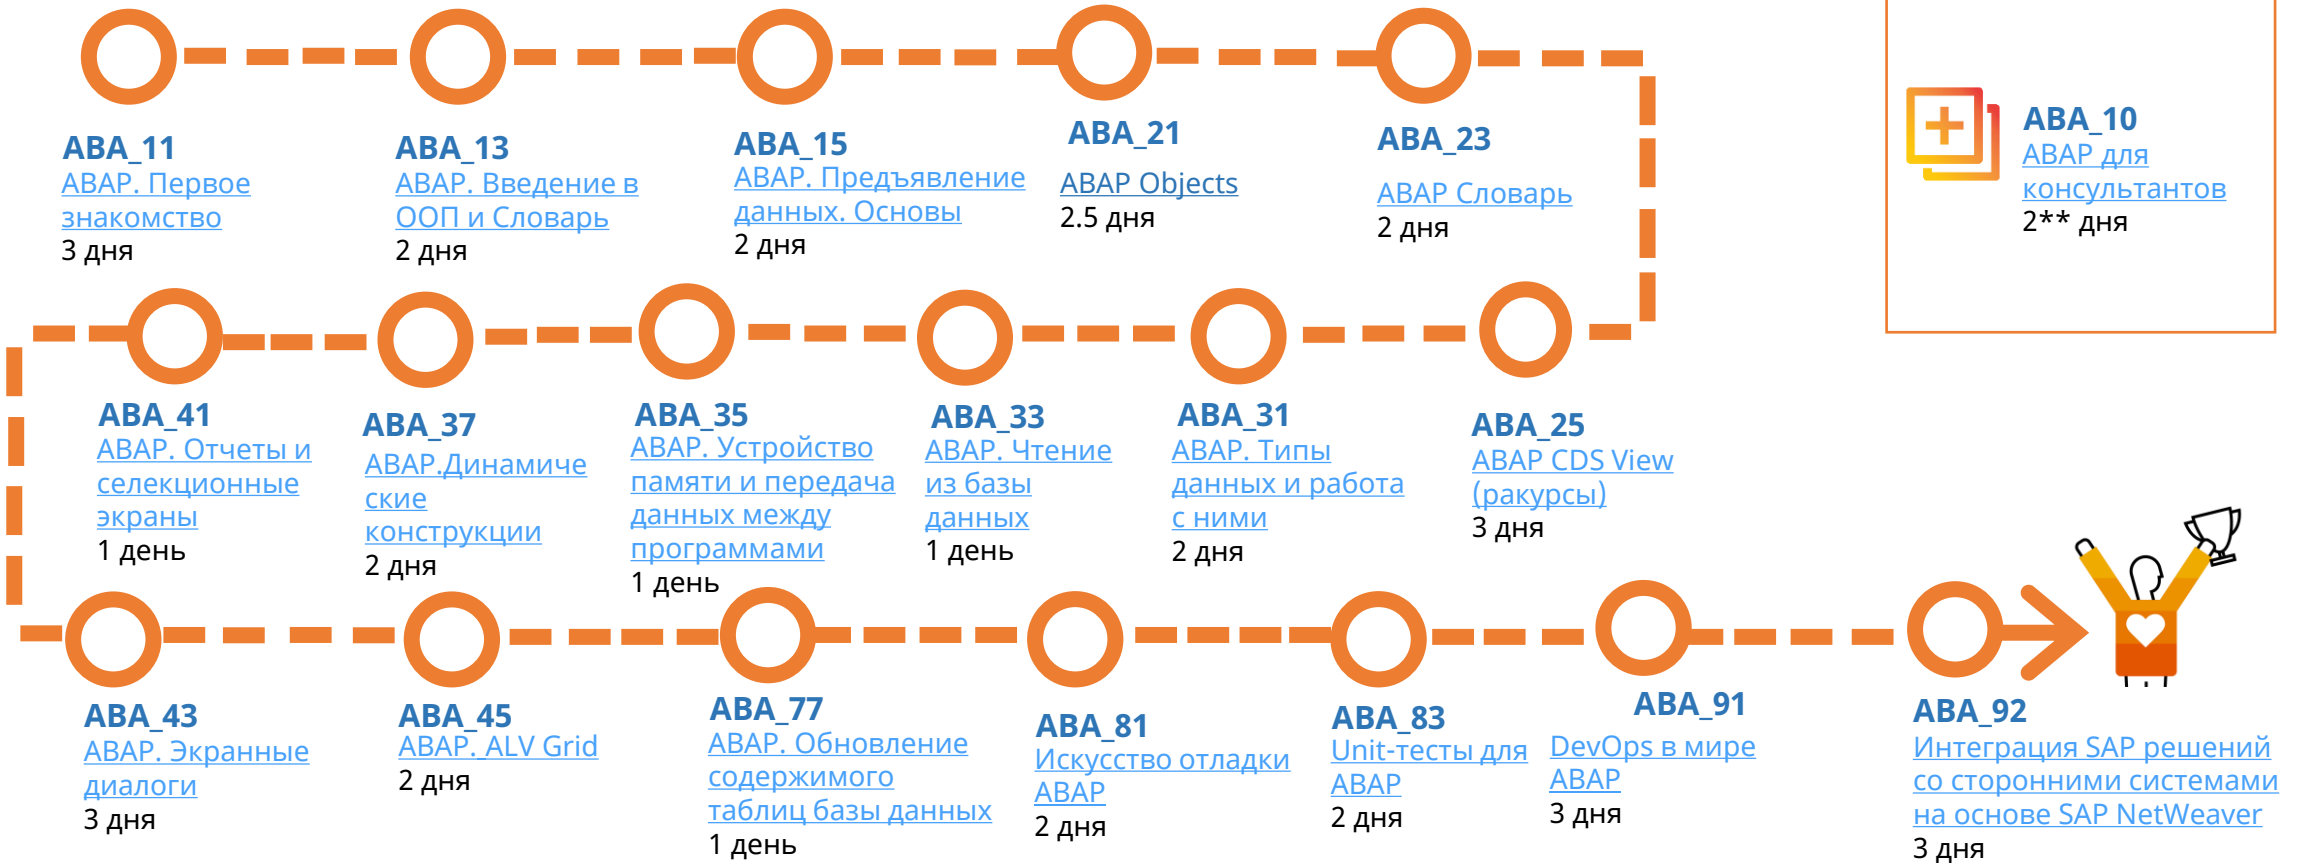 ABA_11
ABAP. Первое
знакомство
3 дня
ABA_13
ABAP. Введение в
ООП и Словарь
2 дня
ABA_15
ABAP. Предъявление
данных. Основы
2 дня
ABA_21
ABAP Objects
2.5 дня
ABA_23
ABAP Словарь
2 дня
ABA_10
ABAP для
консультантов
2** дня
ABA_41
ABAP. Отчеты и
селекционные
экраны
1 день
ABA_37
ABAP.Динамиче
ские
конструкции
2 дня
ABA_35
ABAP. Устройство
памяти и передача
данных между
программами
1 день
ABA_33
ABAP. Чтение
из базы
данных
1 день
ABA_31
ABAP. Типы
данных и работа
с ними
2 дня
ABA_25
ABAP CDS View
(ракурсы)
3 дня
ABA_43
ABAP. Экранные
диалоги
3 дня
ABA_45
ABAP. ALV Grid
2 дня
ABA_77
ABAP. Обновление
содержимого
таблиц базы данных
1 день
ABA_81
Искусство отладки
ABAP
2 дня
ABA_83
Unit-тесты для
ABAP
2 дня
ABA_91
DevOps в мире
ABAP
3 дня
ABA_92
Интеграция SAP решений
со сторонними системами
на основе SAP NetWeaver
3 дня